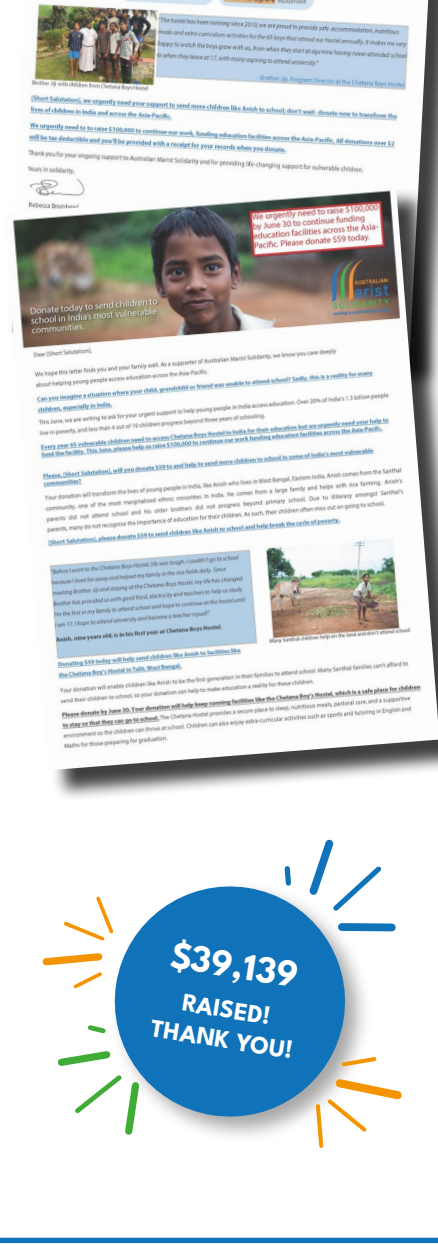 equipment
"The hostel has been running since 2010; we are proud to provide safe accommodation, nutritious
meals and extra curriculum activities for the 65 boys that attend our hostel annually. It makes me very
happy to watch the boys grow with us, from when they start at age nine having never attended school
to when they leave at 17, with many aspiring to attend university."
- Brother Jiji, Program Director at the Chetana Boys Hostel.
Brother Jiji with children from Chetana Boys Hostel
[Short Salutation], we urgently need your support to send more children like Anish to school; don't wait- donate now to transform the
lives of children in India and across the Asia-Pacific.
We urgently need to to raise $100,000 to continue our work, funding education facilities across the Asia-Pacific. All donations over $2
will be tax deductible and you'll be provided with a receipt for your records when you donate.
Thank you for your ongoing support to Australian Marist Solidarity and for providing life-changing support for vulnerable children.
Yours in solidarity,
Rebecca Bromhead
We urgently need to raise $100,000
by June 30 to continue funding
education facilities across the Asia-
Pacific. Please donate $59 today.
AUSTRALIAN
marist
SOLIDARITY
Donate today to send children to
school in India's most vulnerable
communities.
Dear [Short Salutation],
We hope this letter finds you and your family well. As a supporter of Australian Marist Solidarity, we know you care deeply
about helping young people access education across the Asia-Pacific.
Can you imagine a situation where your child, grandchild or friend was unable to attend school? Sadly, this is a reality for many
children, especially in India.
This June, we are writing to ask for your urgent support to help young people in India access education. Over 20% of India's 1.3 billion people
live in poverty, and less than 4 out of 10 children progress beyond three years of schooling.
Every year 65 vulnerable children need to access Chetana Boys Hostel in India for their education but we urgently need your help to
fund the facility. This June, please help us raise $100,000 to continue our work funding education facilities across the Asia-Pacific.
Please, [Short Salutation], will you donate $59 to and help to send more children to school in some of India's most vulnerable
communities?
Your donation will transform the lives of young people in India, like Anish who lives in West Bengal, Eastern India. Anish comes from the Santhal
community, one of the most marginalised ethnic minorities in India. He comes from a large family and helps with rice farming. Anish's
parents did not attend school and his older brothers did not progress beyond primary school. Due to illiteracy amongst Santhal's
parents, many do not recognise the importance of education for their children. As such, their children often miss out on going to school.
[Short Salutation], please donate $59 to send children like Anish to school and help break the cycle of poverty.
"Before I went to the Chetana Boys Hostel, life was tough. I couldn't go to school
because I lived far away and helped my family in the rice fields daily. Since
meeting Brother Jiji and staying at the Chetana Boys Hostel, my life has changed.
Brother has provided us with good food, electricity and teachers to help us study.
I'm the first in my family to attend school and hope to continue at the hostel until
I am 17. I hope to attend university and become a teacher myself!"
Anish, nine years old, is in his first year at Chetana Boys Hostel.
Many Santhal children help on the land and don't attend school
Donating $59 today will help send children like Anish to facilities like
the Chetana Boy's Hostel in Talit, West Bengal.
Your donation will enable children like Anish to be the first generation in their families to attend school. Many Santhal families can't afford to
send their children to school, so your donation can help to make education a reality for these children.
Please donate by June 30. Your donation will help keep running facilities like the Chetana Boy's Hostel, which is a safe place for children
to stay so that they can go to school. The Chetana Hostel provides a secure place to sleep, nutritious meals, pastoral care, and a supportive
environment so the children can thrive at school. Children can also enjoy extra-curricular activities such as sports and tutoring in English and
Maths for those preparing for graduation.
$39,139
RAISED!
THANK YOU!